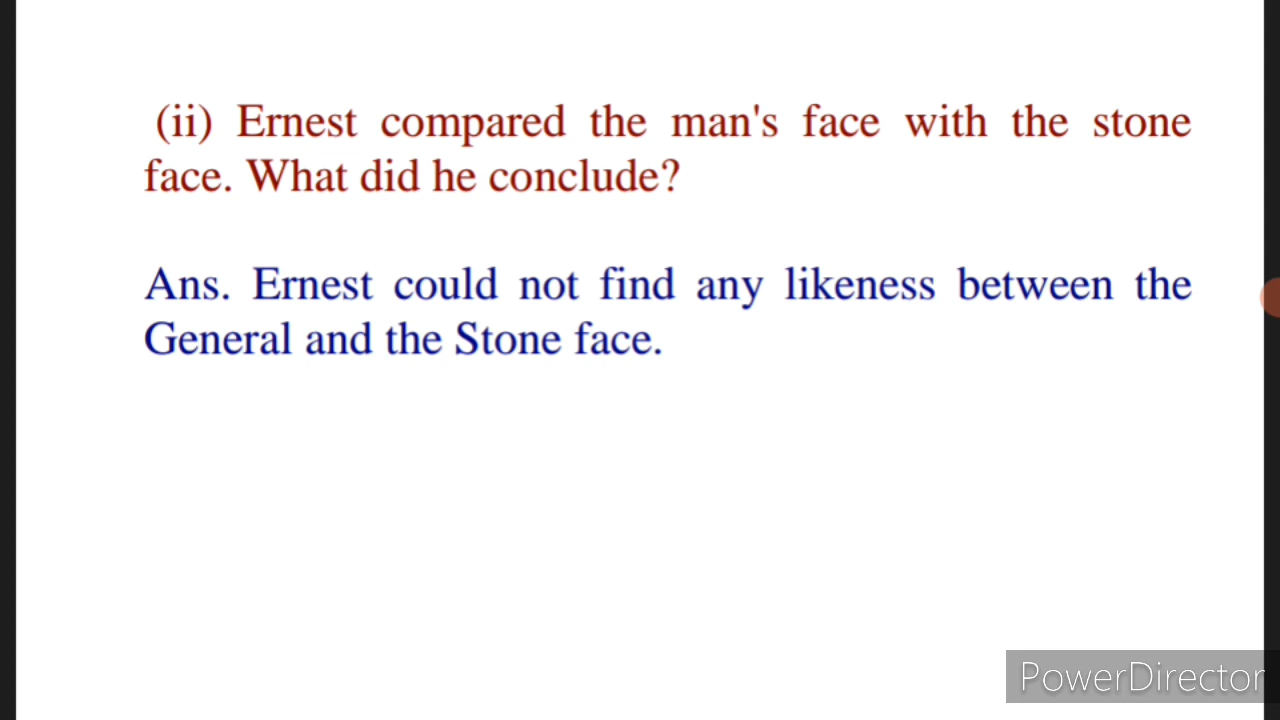 (ii) Ernest compared the man's face with the stone
face. What did he conclude?
Ans. Ernest could not find any likeness between the
General and the Stone face.
PowerDirector